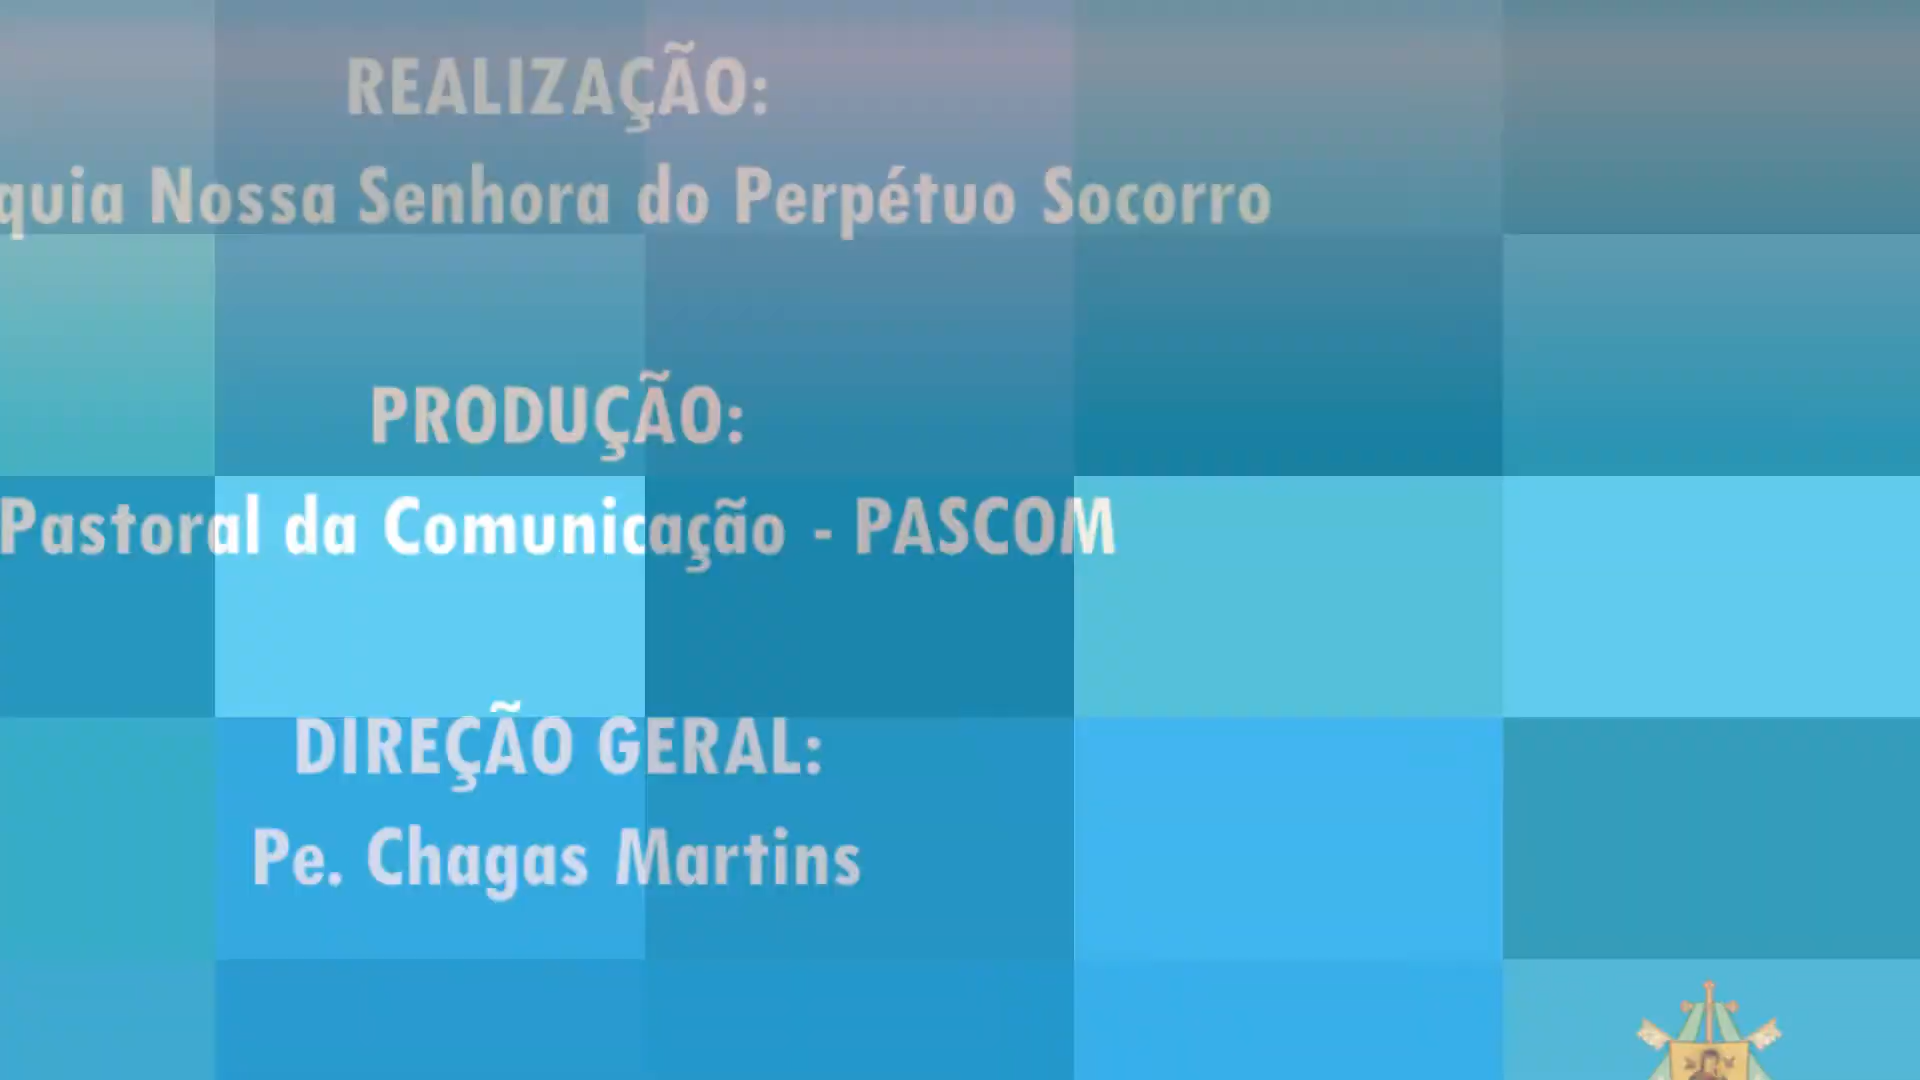 REALIZAÇÃO:
quia Nossa Senhora do Perpétuo Socorro
PRODUÇÃO:
Pastoral da Comunicação - PASCOM
DIREÇÃO GERAL:
Pe. Chagas Martins